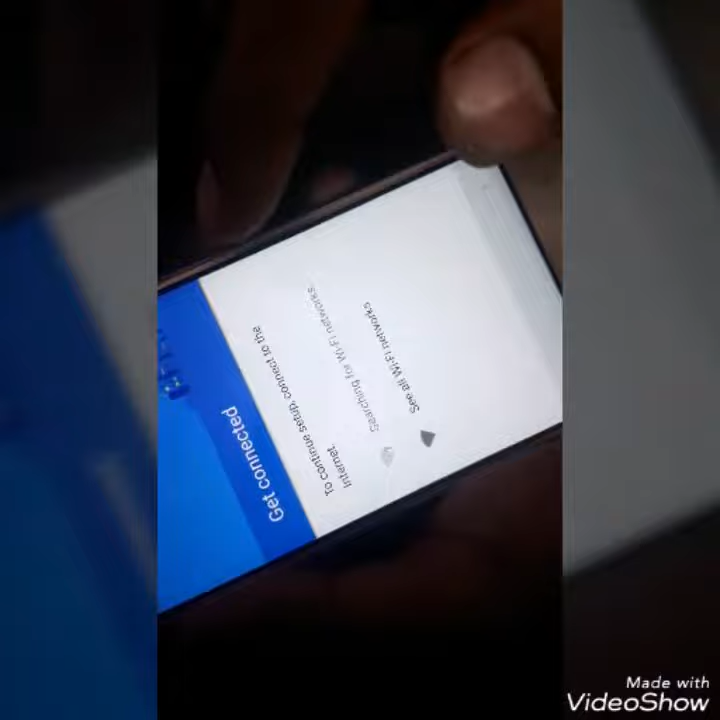 Get connected
To continue setup, connect to the
internet.
Searching for Wi-Fi networks.
See all Wi-Fi networks
Made with
VideoShow